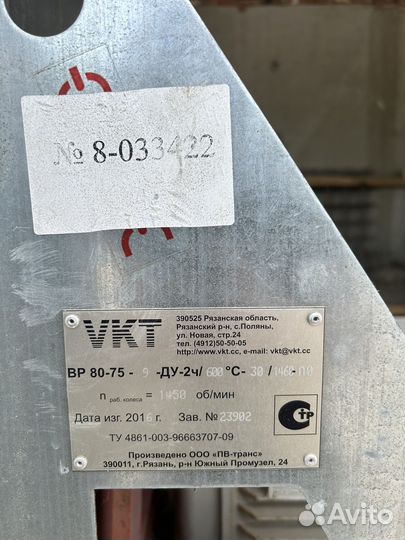 № 8-033422
VKT
390525 Рязанская область,
Рязанский р-н, с.Поляны,
ул. Новая, стр.24
тел. (4912)50-50-05
http://www.vkt.cc, e-mail: vkt@vkt.cc
ВР 80-75 - 9 -ДУ-2ч/ 600 °С- 30 /1460-П0
n раб. колеса = 1450 об/мин
Дата изг. 2016 г. Зав. № 23902
ТУ 4861-003-96663707-09
Произведено ООО «ПВ-транс»
390011, г.Рязань, р-н Южный Промузел, 24
Avito